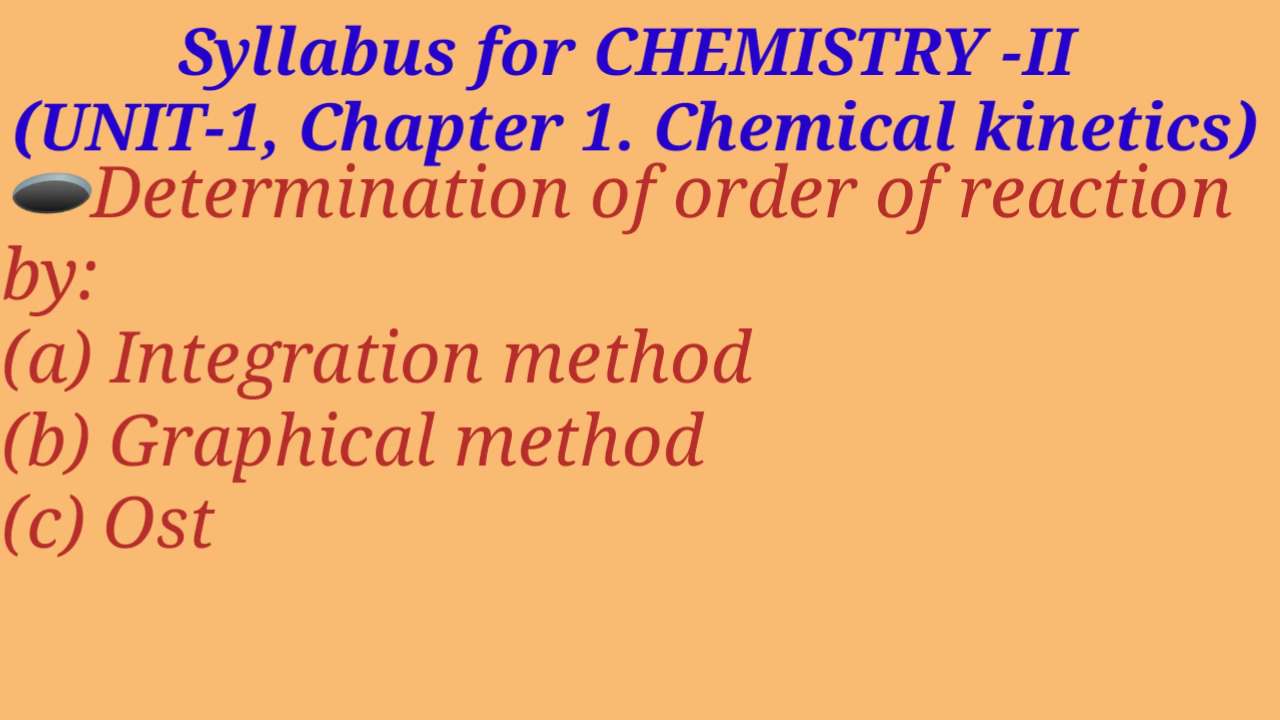 Syllabus for CHEMISTRY -II
(UNIT-1, Chapter 1. Chemical kinetics)
Determination of order of reaction
by:
(a) Integration method
(b) Graphical method
(c) Ost